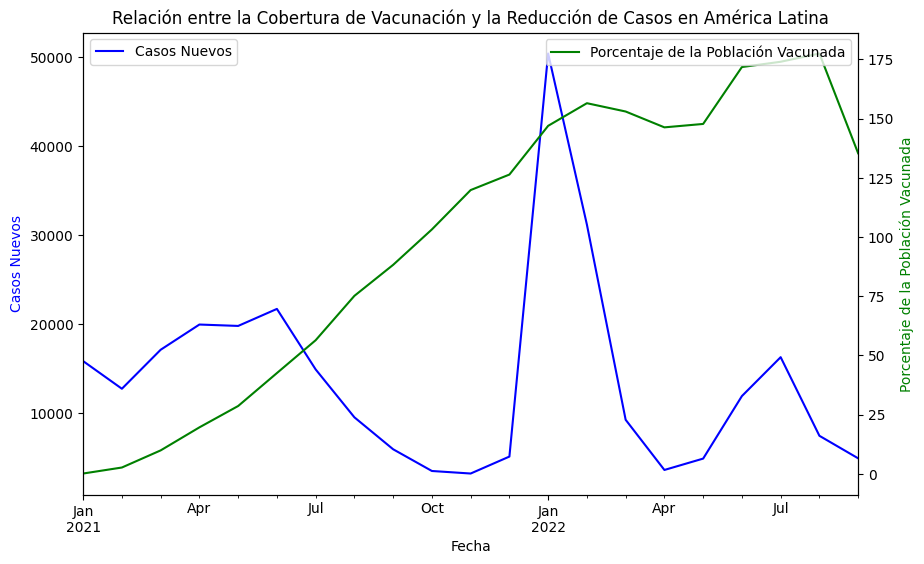 Relación entre la Cobertura de Vacunación y la Reducción de Casos en América Latina
Casos Nuevos
Porcentaje de la Población Vacunada
50000
40000
30000
20000
10000
Casos Nuevos
175
150
125
100
75
50
25
0
Porcentaje de la Población Vacunada
Jan
2021
Apr
Jul
Oct
Jan
2022
Apr
Jul
Fecha